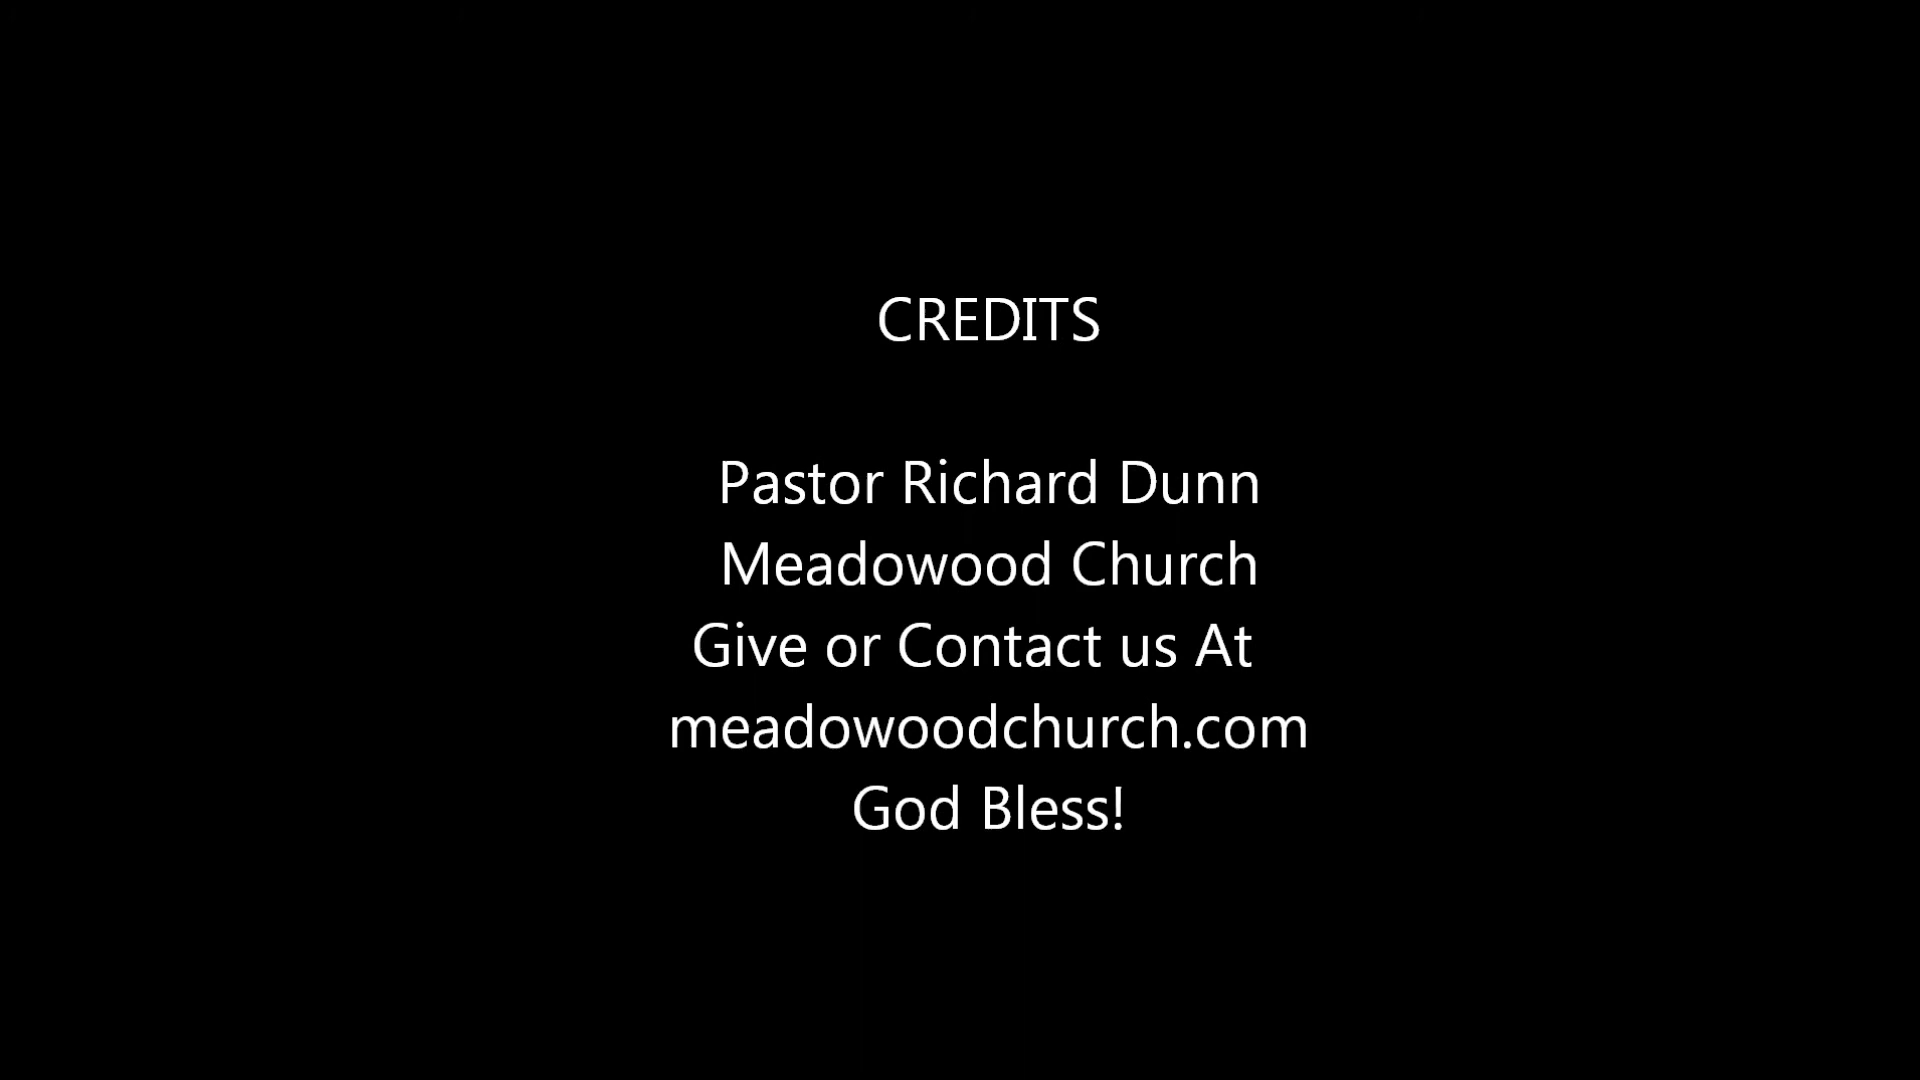 CREDITS
Pastor Richard Dunn
Meadowood Church
Give or Contact us At
meadowoodchurch.com
God Bless!